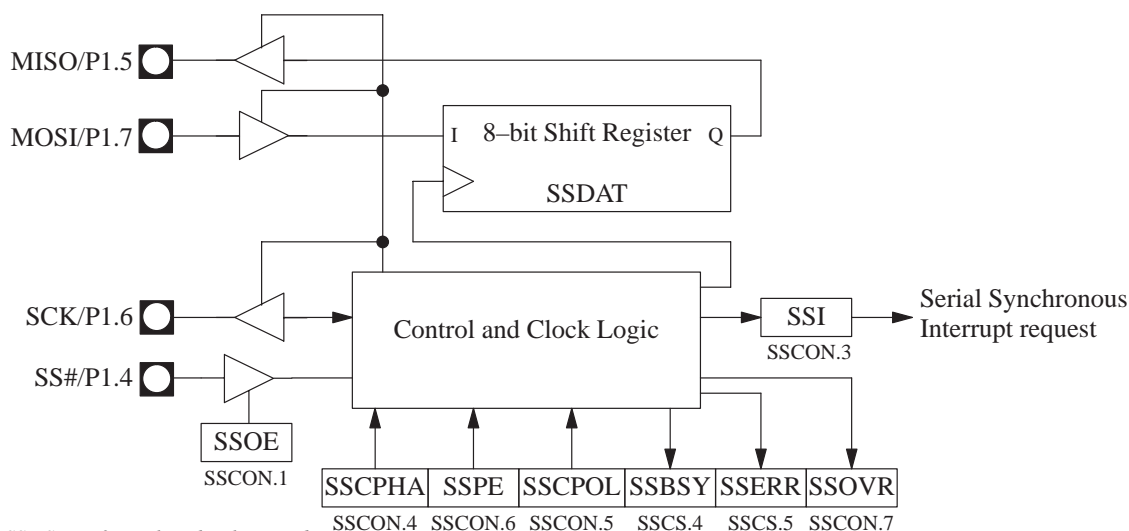 MISO/P1.5
MOSI/P1.7
I 8–bit Shift Register Q
SSDAT
SCK/P1.6
Control and Clock Logic
SSI
SSCON.3
Serial Synchronous
Interrupt request
SS#/P1.4
SSOE
SSCON.1
SSCPHA SSPE SSCPOL SSBSY SSERR SSOVR
SSCON.4 SSCON.6 SSCON.5 SSCS.4 SSCS.5 SSCON.7